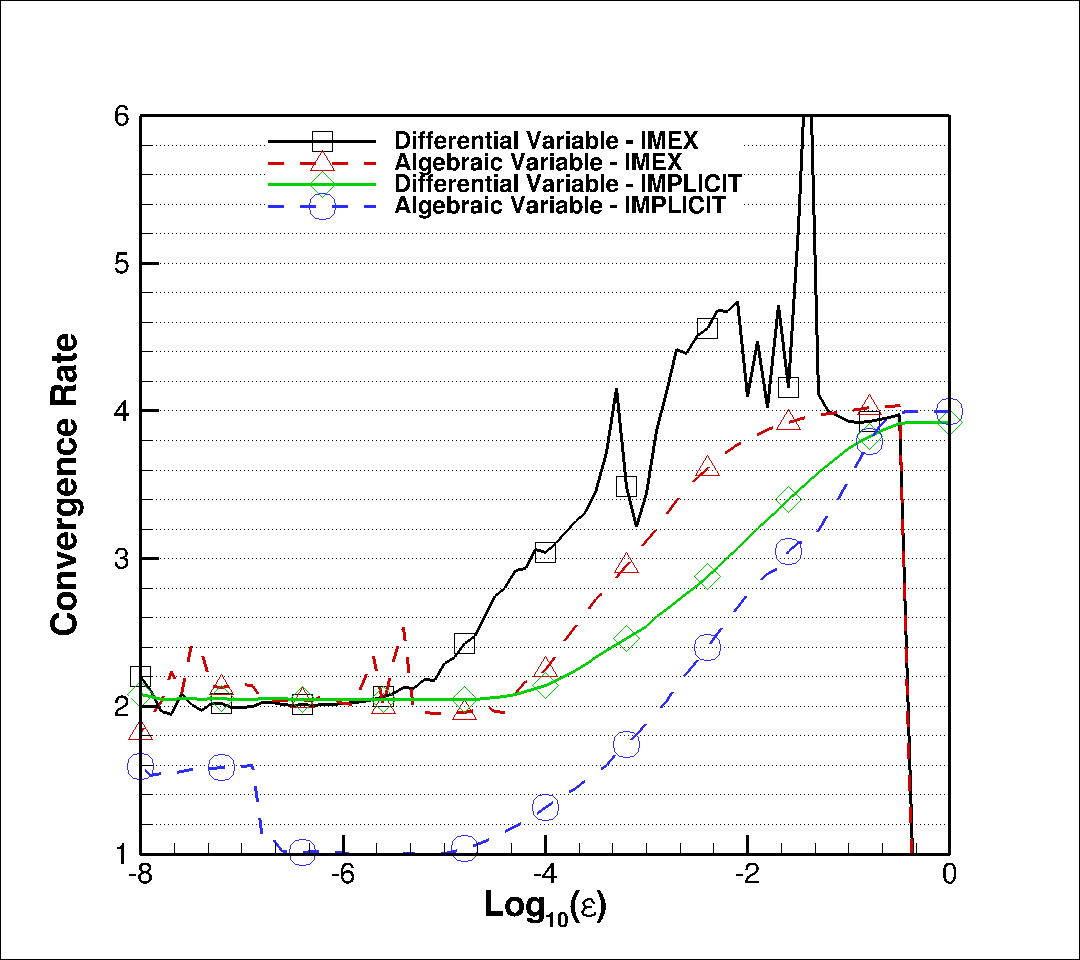 6
Differential Variable - IMEX
Algebraic Variable - IMEX
Differential Variable - IMPLICIT
Algebraic Variable - IMPLICIT
5
4
3
2
1
Convergence Rate
-8 -6 -4 -2 0
Log10(ε)